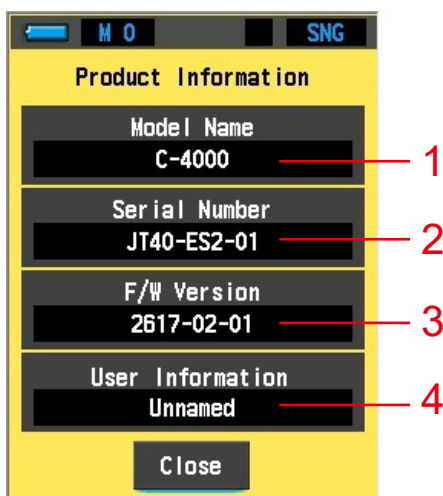 M 0 SNG
Product Information
Model Name
C-4000 1
Serial Number
JT40-ES2-01 2
F/W Version
2617-02-01 3
User Information
Unnamed 4
Close